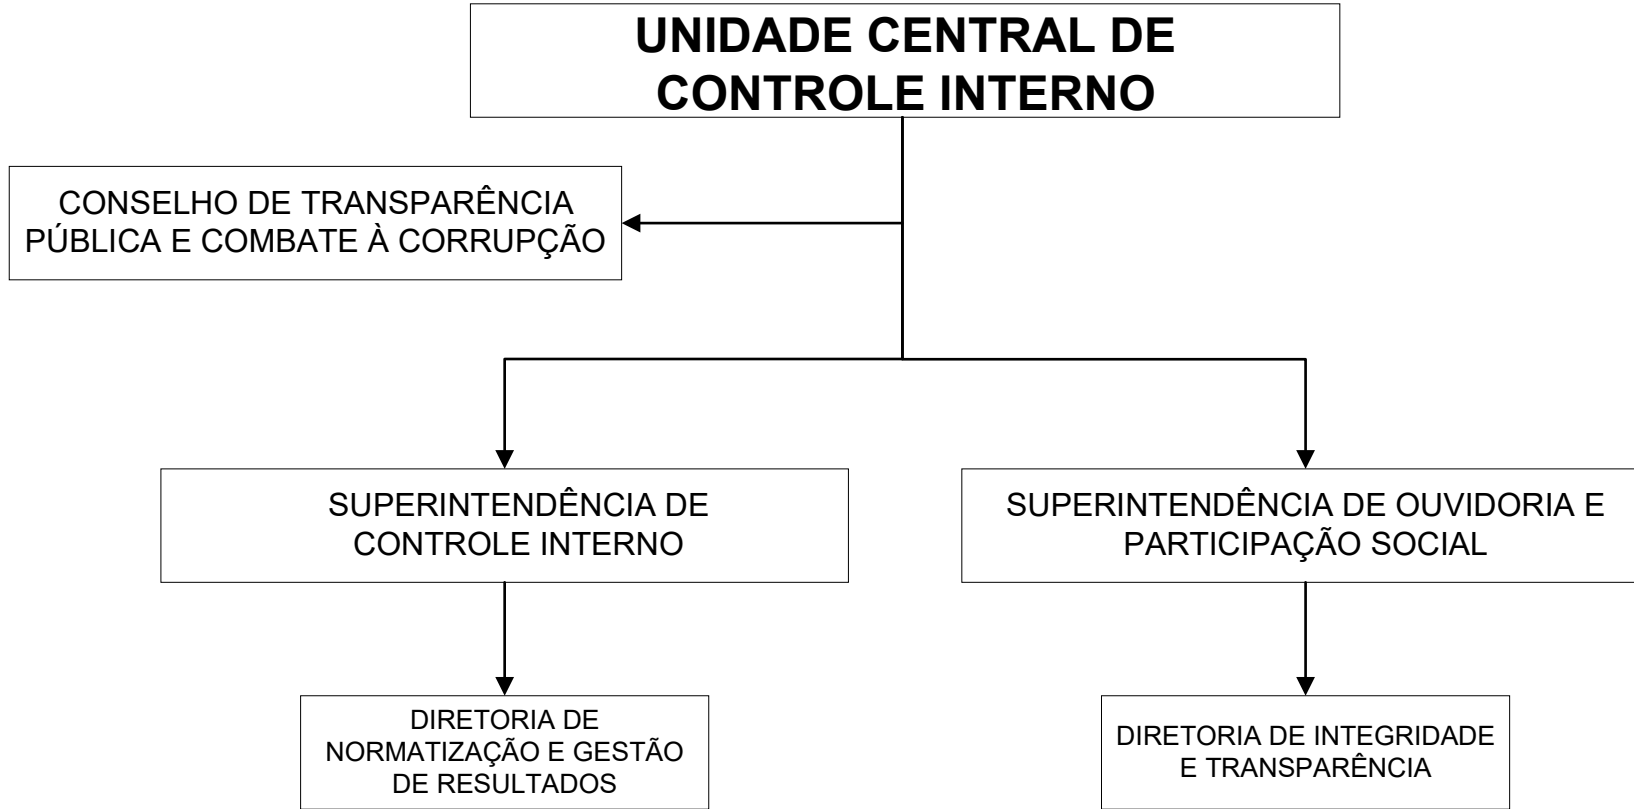 UNIDADE CENTRAL DE
CONTROLE INTERNO
CONSELHO DE TRANSPARÊNCIA
PÚBLICA E COMBATE À CORRUPÇÃO
SUPERINTENDÊNCIA DE
CONTROLE INTERNO
SUPERINTENDÊNCIA DE OUVIDORIA E
PARTICIPAÇÃO SOCIAL
DIRETORIA DE
NORMATIZAÇÃO E GESTÃO
DE RESULTADOS
DIRETORIA DE INTEGRIDADE
E TRANSPARÊNCIA